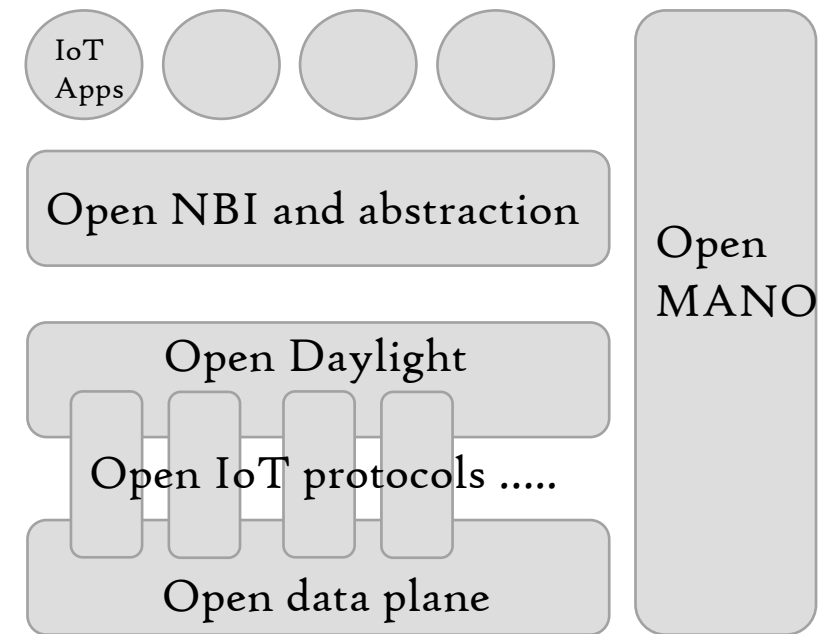 IoT
Apps
Open NBI and abstraction
Open
MANO
Open Daylight
Open IoT protocols .....
Open data plane